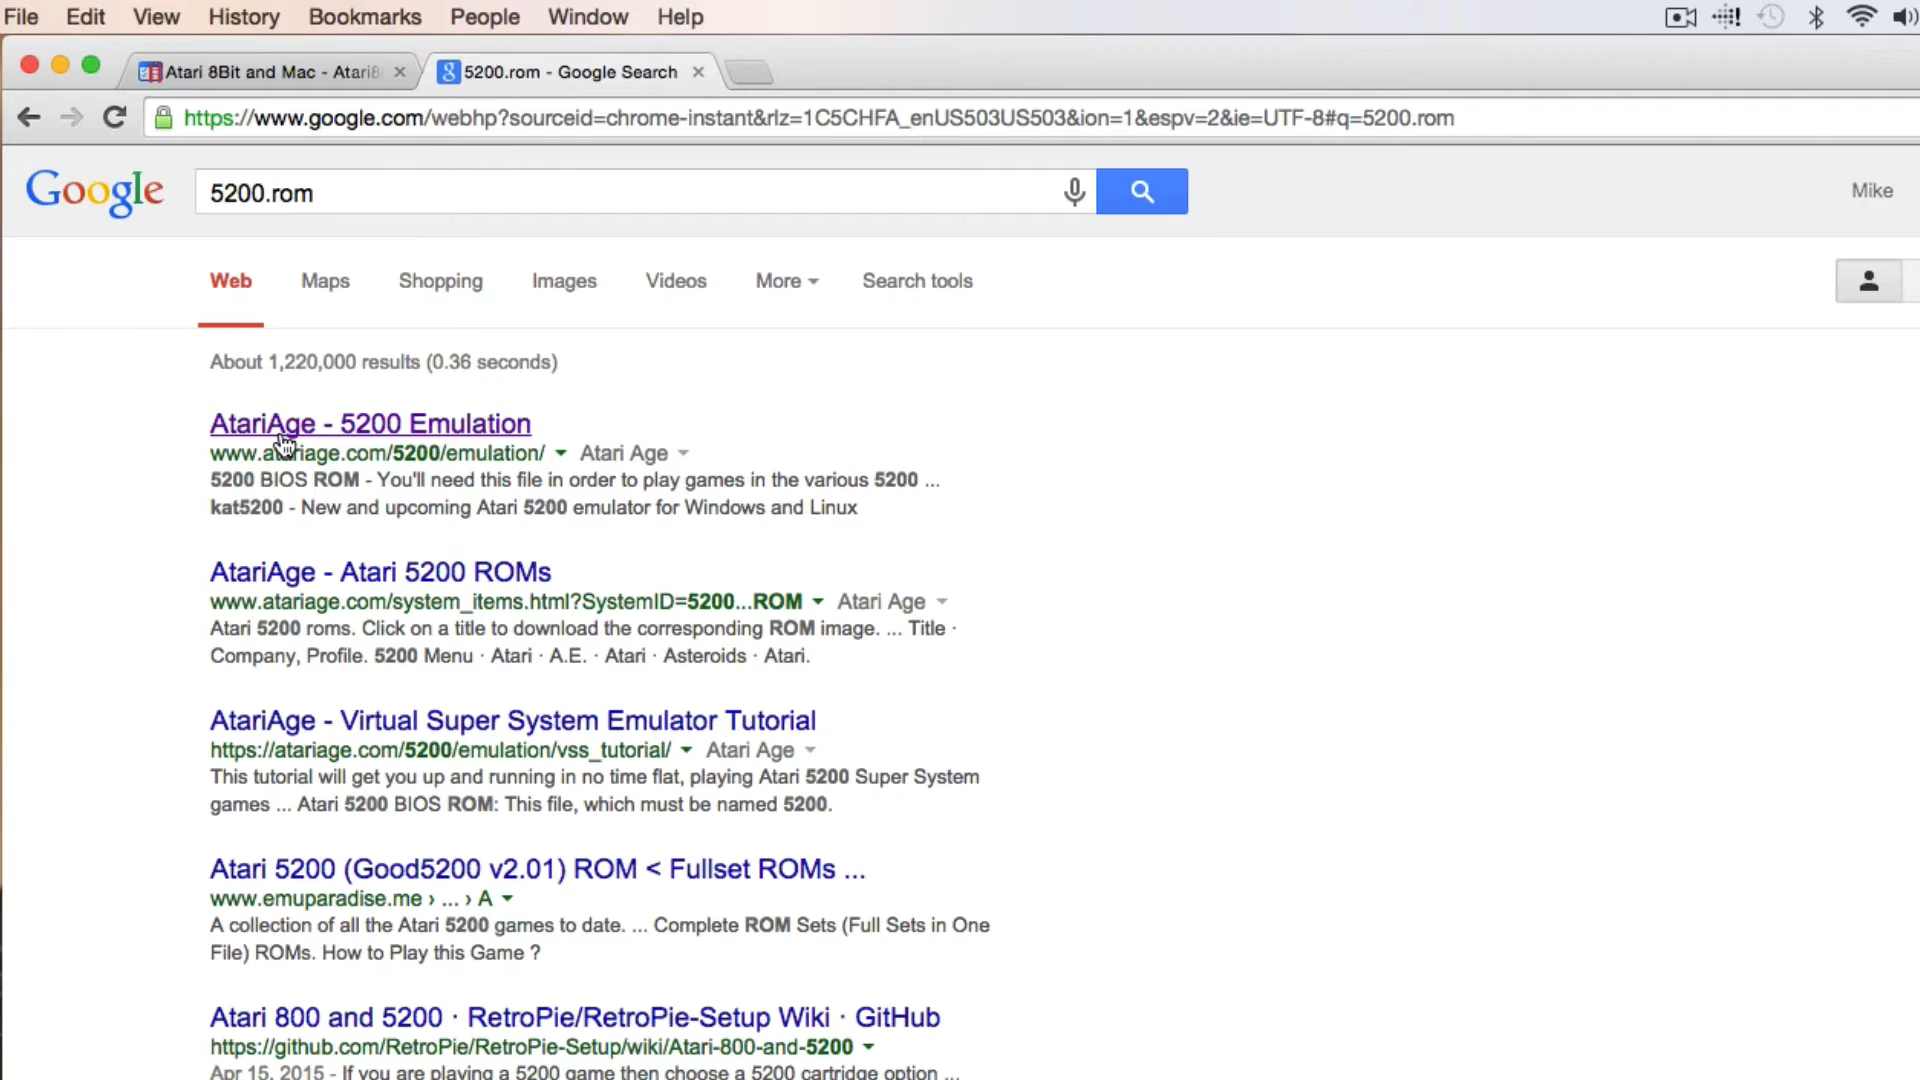 File Edit View History Bookmarks People Window Help
Atari 8Bit and Mac - Atari8
5200.rom - Google Search
https://www.google.com/webhp?sourceid=chrome-instant&rlz=1C5CHFA_enUS503US503&ion=1&espv=2&ie=UTF-8#q=5200.rom
Google
5200.rom
Mike
Web Maps Shopping Images Videos More Search tools
About 1,220,000 results (0.36 seconds)
AtariAge - 5200 Emulation
www.atariage.com/5200/emulation/ Atari Age
5200 BIOS ROM - You'll need this file in order to play games in the various 5200 ...
kat5200 - New and upcoming Atari 5200 emulator for Windows and Linux
AtariAge - Atari 5200 ROMs
www.atariage.com/system_items.html?SystemID=5200...ROM Atari Age
Atari 5200 roms. Click on a title to download the corresponding ROM image. ... Title ·
Company, Profile. 5200 Menu · Atari · A.E. · Atari · Asteroids · Atari.
AtariAge - Virtual Super System Emulator Tutorial
https://atariage.com/5200/emulation/vss_tutorial/ Atari Age
This tutorial will get you up and running in no time flat, playing Atari 5200 Super System
games ... Atari 5200 BIOS ROM: This file, which must be named 5200.
Atari 5200 (Good5200 v2.01) ROM < Fullset ROMs ...
www.emuparadise.me › ... › A
A collection of all the Atari 5200 games to date. ... Complete ROM Sets (Full Sets in One
File) ROMs. How to Play this Game ?
Atari 800 and 5200 · RetroPie/RetroPie-Setup Wiki · GitHub
https://github.com/RetroPie/RetroPie-Setup/wiki/Atari-800-and-5200
Apr 15, 2015 - If you are playing a 5200 game then choose a 5200 cartridge option ...